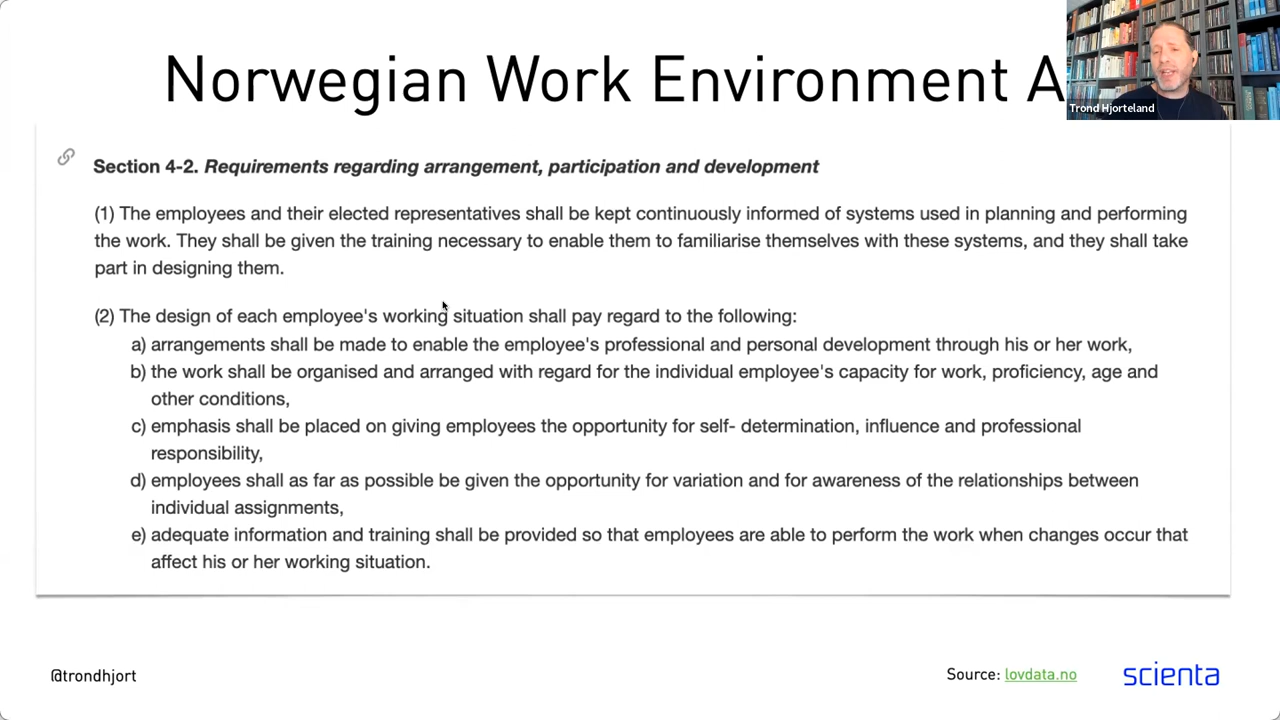 Norwegian Work Environment A
Trond Hjorteland
Section 4-2. Requirements regarding arrangement, participation and development
(1) The employees and their elected representatives shall be kept continuously informed of systems used in planning and performing
the work. They shall be given the training necessary to enable them to familiarise themselves with these systems, and they shall take
part in designing them.
(2) The design of each employee's working situation shall pay regard to the following:
a) arrangements shall be made to enable the employee's professional and personal development through his or her work,
b) the work shall be organised and arranged with regard for the individual employee's capacity for work, proficiency, age and
other conditions,
c) emphasis shall be placed on giving employees the opportunity for self- determination, influence and professional
responsibility,
d) employees shall as far as possible be given the opportunity for variation and for awareness of the relationships between
individual assignments,
e) adequate information and training shall be provided so that employees are able to perform the work when changes occur that
affect his or her working situation.
@trondhjort
Source: lovdata.no
scienta